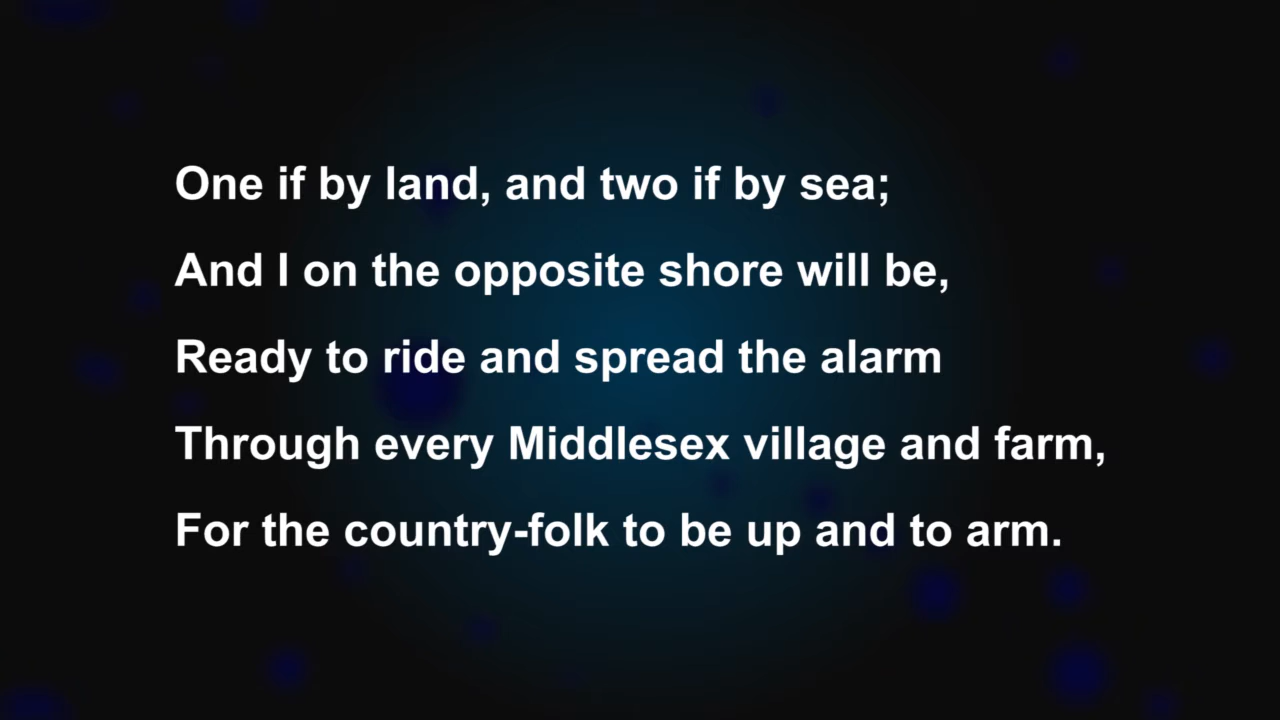 One if by land, and two if by sea;
And I on the opposite shore will be,
Ready to ride and spread the alarm
Through every Middlesex village and farm,
For the country-folk to be up and to arm.